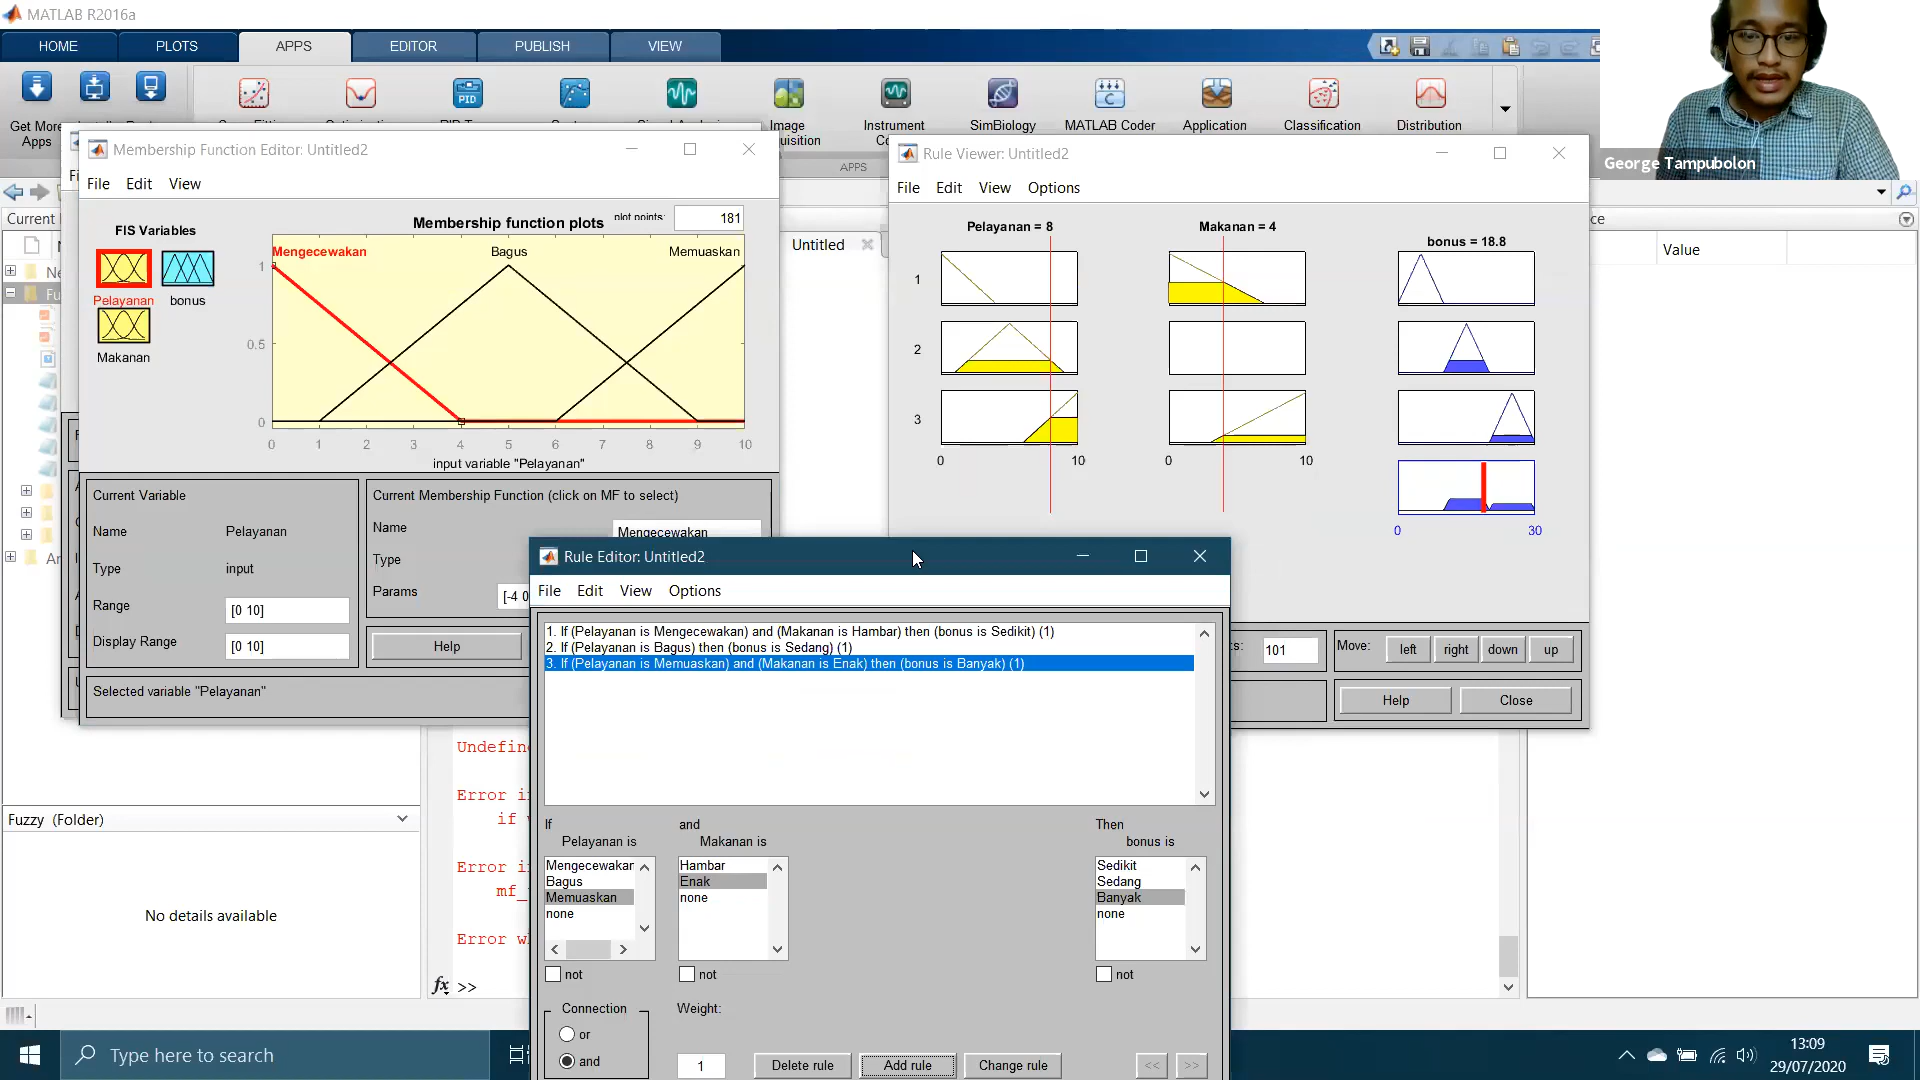 MATLAB R2016a
HOME PLOTS APPS EDITOR PUBLISH VIEW
Get More
Apps
Image
Instrument
SimBiology
MATLAB Coder
Application
Classification
Distribution
APPS
George Tampubolon
Membership Function Editor: Untitled2
File Edit View
FIS Variables
Pelayanan
bonus
Makanan
Membership function plots
plot points:
181
Mengecewakan
Bagus
Memuaskan
1
0.5
0
0 1 2 3 4 5 6 7 8 9 10
input variable "Pelayanan"
Current Variable
Name Pelayanan
Type input
Range [0 10]
Display Range [0 10]
Current Membership Function (click on MF to select)
Name Mengecewakan
Type
Params [-4 0
Help
Selected variable "Pelayanan"
Current
Untitled
Rule Viewer: Untitled2
File Edit View Options
Pelayanan = 8
Makanan = 4
bonus = 18.8
1
2
3
0 10
0 10
0 30
101
Move:
left right down up
Help Close
Value
Rule Editor: Untitled2
File Edit View Options
1. If (Pelayanan is Mengecewakan) and (Makanan is Hambar) then (bonus is Sedikit) (1)
2. If (Pelayanan is Bagus) then (bonus is Sedang) (1)
3. If (Pelayanan is Memuaskan) and (Makanan is Enak) then (bonus is Banyak) (1)
If
Pelayanan is
Mengecewakan
Bagus
Memuaskan
none
not
and
Makanan is
Hambar
Enak
none
not
Then
bonus is
Sedikit
Sedang
Banyak
none
not
Connection
or
and
Weight:
1
Delete rule
Add rule
Change rule
<<
>>
Fuzzy (Folder)
No details available
Error
if
Error
mf_
Error
fx >>
Type here to search
13:09
29/07/2020